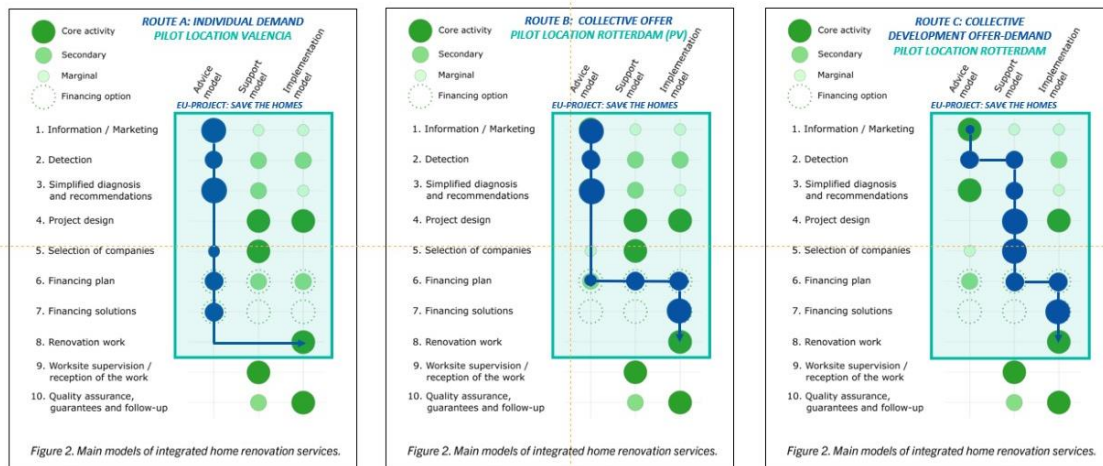 ROUTE A: INDIVIDUAL DEMAND
PILOT LOCATION VALENCIA
Core activity
Secondary
Marginal
Financing option
Advice
model
Support
model
Implementation
model
EU-PROJECT: SAVE THE HOMES
1. Information / Marketing
2. Detection
3. Simplified diagnosis
and recommendations
4. Project design
5. Selection of companies
6. Financing plan
7. Financing solutions
8. Renovation work
9. Worksite supervision /
reception of the work
10. Quality assurance,
guarantees and follow-up
Figure 2. Main models of integrated home renovation services.
ROUTE B: COLLECTIVE OFFER
PILOT LOCATION ROTTERDAM (PV)
Core activity
Secondary
Marginal
Financing option
Advice
model
Support
model
Implementation
model
EU-PROJECT: SAVE THE HOMES
1. Information / Marketing
2. Detection
3. Simplified diagnosis
and recommendations
4. Project design
5. Selection of companies
6. Financing plan
7. Financing solutions
8. Renovation work
9. Worksite supervision /
reception of the work
10. Quality assurance,
guarantees and follow-up
Figure 2. Main models of integrated home renovation services.
ROUTE C: COLLECTIVE
DEVELOPMENT OFFER-DEMAND
PILOT LOCATION ROTTERDAM
Core activity
Secondary
Marginal
Financing option
Advice
model
Support
model
Implementation
model
EU-PROJECT: SAVE THE HOMES
1. Information / Marketing
2. Detection
3. Simplified diagnosis
and recommendations
4. Project design
5. Selection of companies
6. Financing plan
7. Financing solutions
8. Renovation work
9. Worksite supervision /
reception of the work
10. Quality assurance,
guarantees and follow-up
Figure 2. Main models of integrated home renovation services.